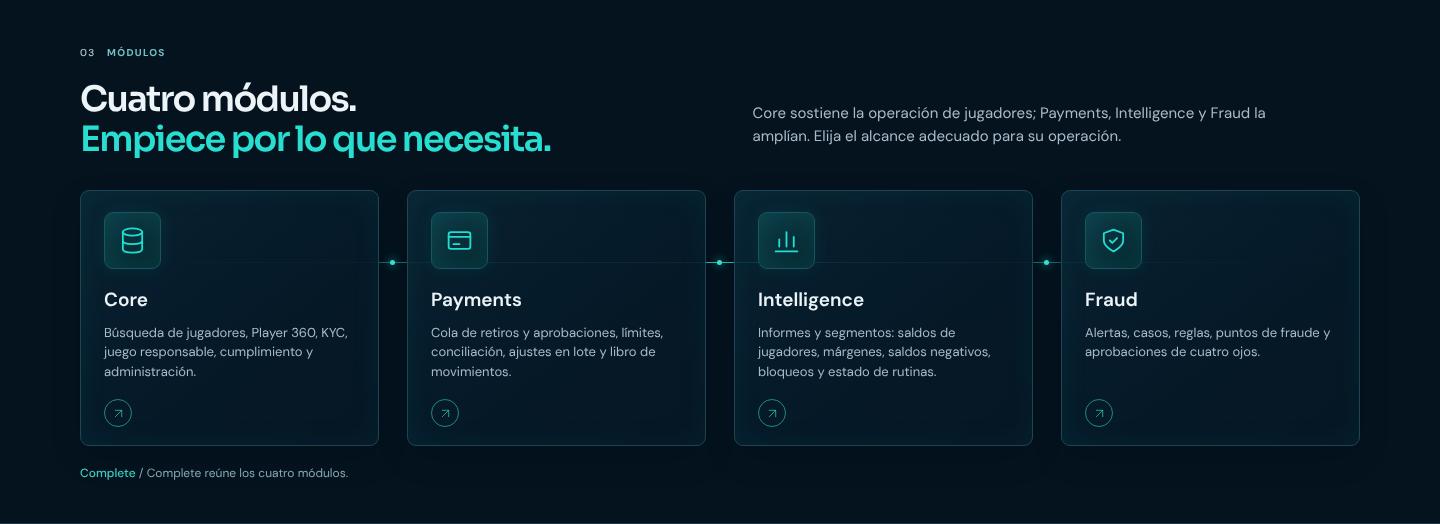 03 MÓDULOS
Cuatro módulos.
Empiece por lo que necesita.
Core sostiene la operación de jugadores; Payments, Intelligence y Fraud la
amplían. Elija el alcance adecuado para su operación.
Core
Búsqueda de jugadores, Player 360, KYC,
juego responsable, cumplimiento y
administración.
Payments
Cola de retiros y aprobaciones, límites,
conciliación, ajustes en lote y libro de
movimientos.
Intelligence
Informes y segmentos: saldos de
jugadores, márgenes, saldos negativos,
bloqueos y estado de rutinas.
Fraud
Alertas, casos, reglas, puntos de fraude y
aprobaciones de cuatro ojos.
Complete / Complete reúne los cuatro módulos.